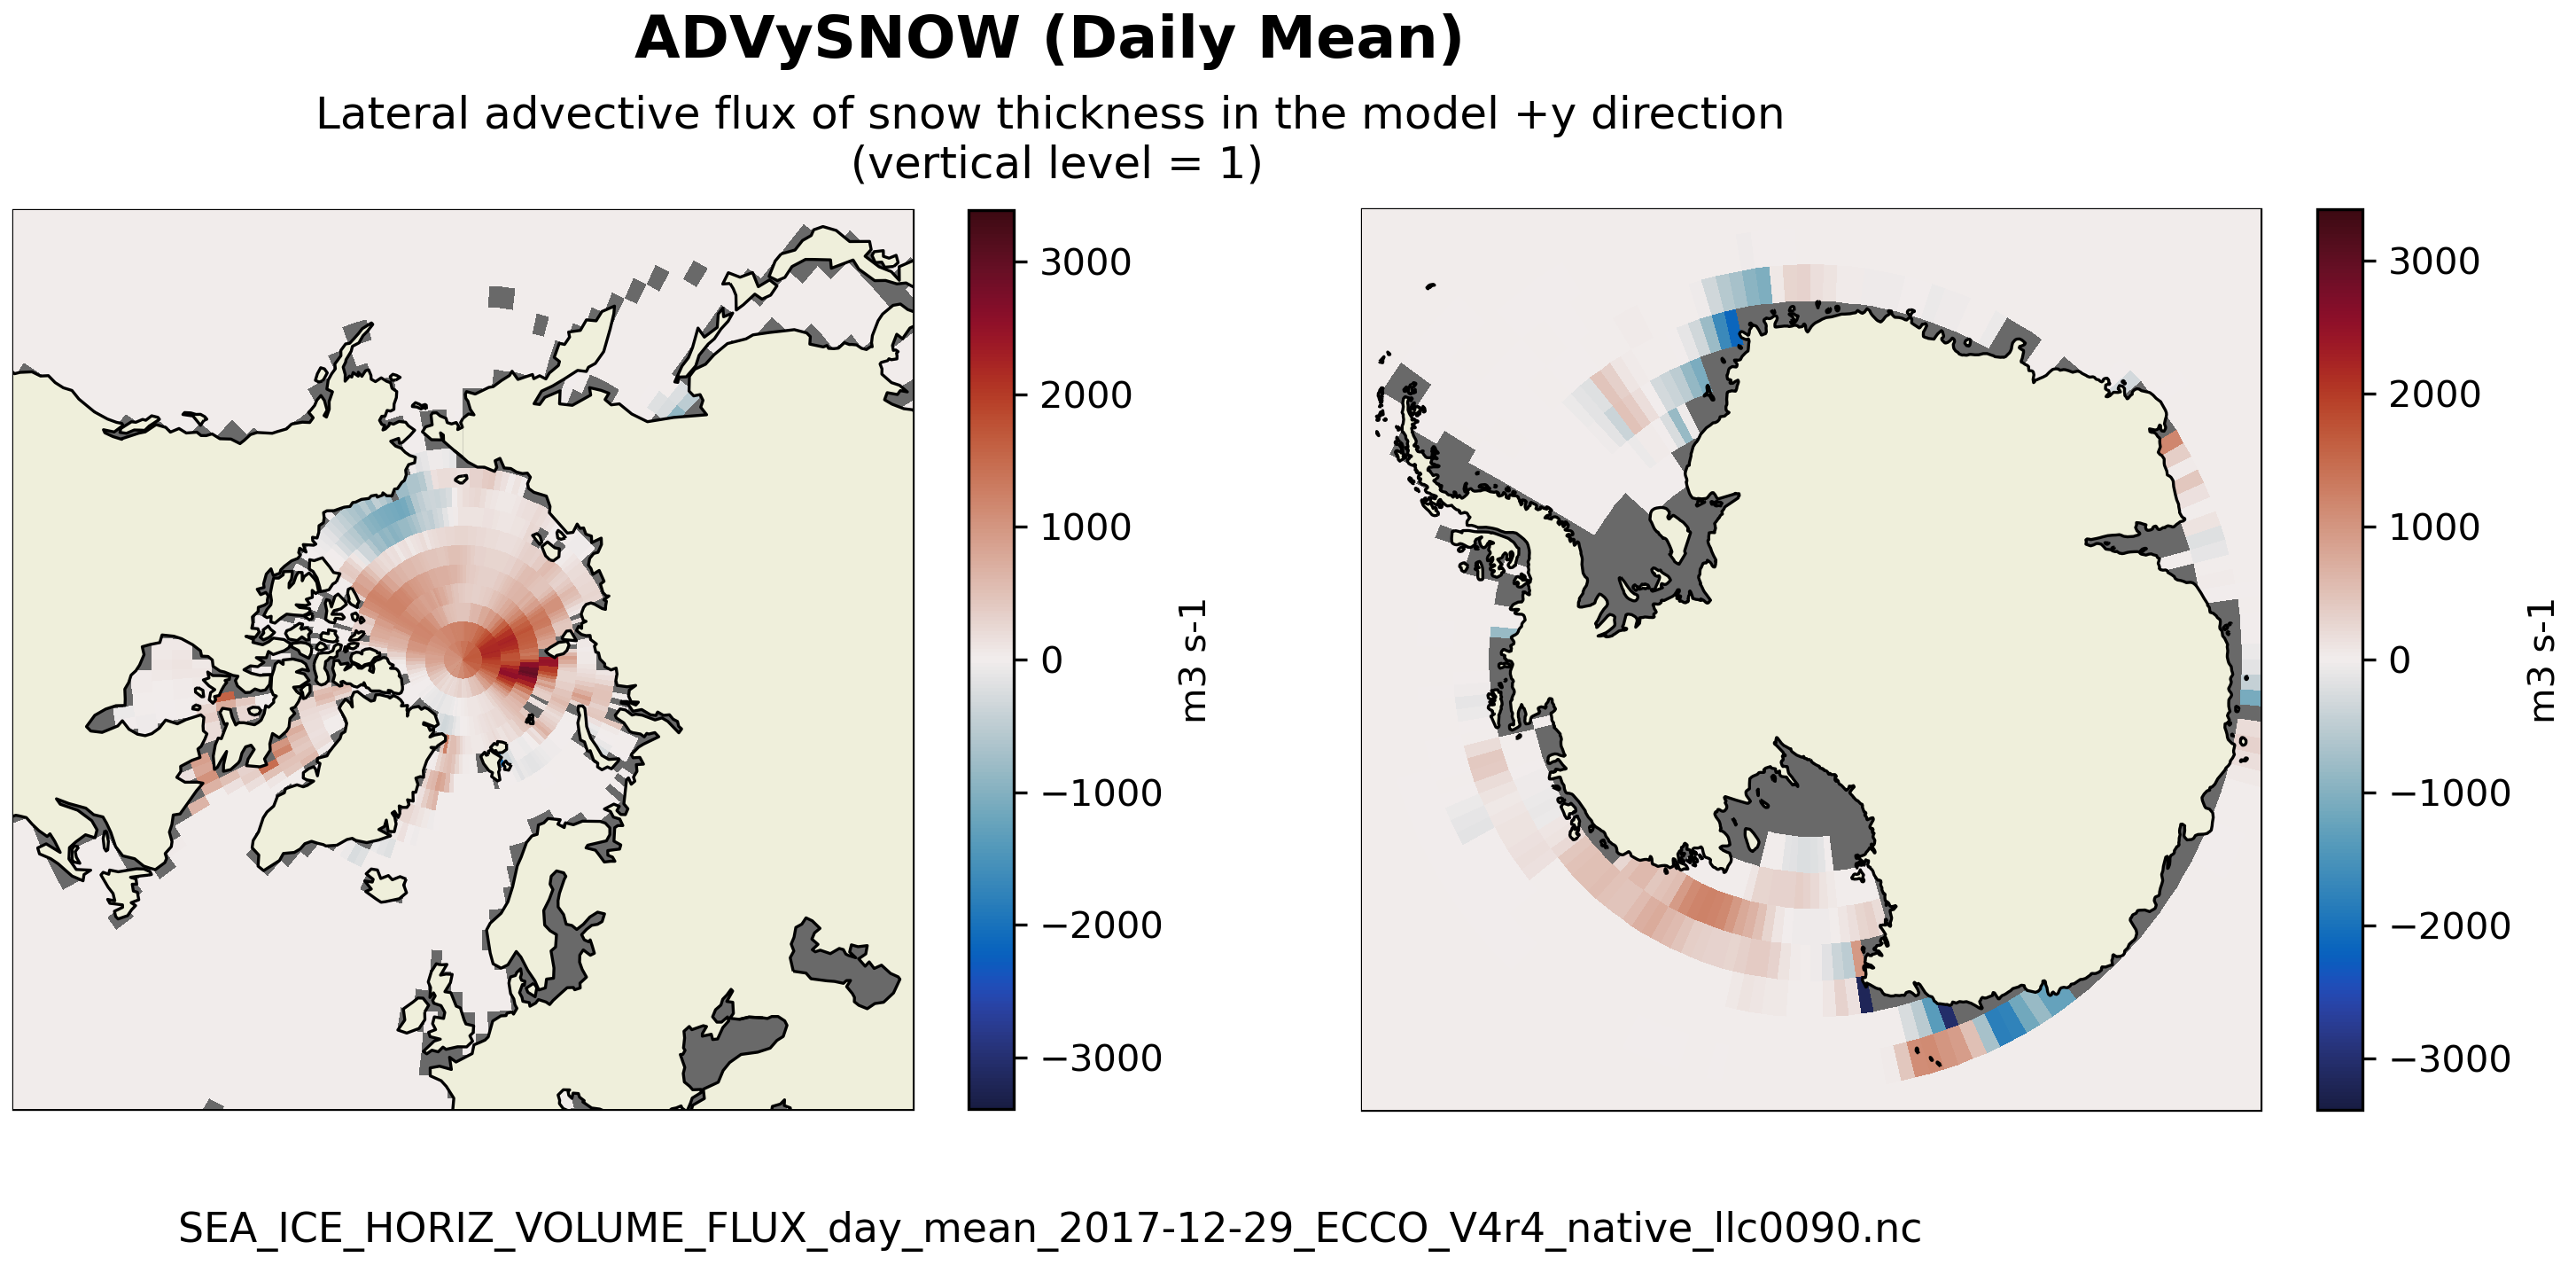 ADVySNOW (Daily Mean)
Lateral advective flux of snow thickness in the model +y direction
(vertical level = 1)
3000
2000
1000
0
−1000
−2000
−3000
m3 s-1
3000
2000
1000
0
−1000
−2000
−3000
m3 s-1
SEA_ICE_HORIZ_VOLUME_FLUX_day_mean_2017-12-29_ECCO_V4r4_native_llc0090.nc